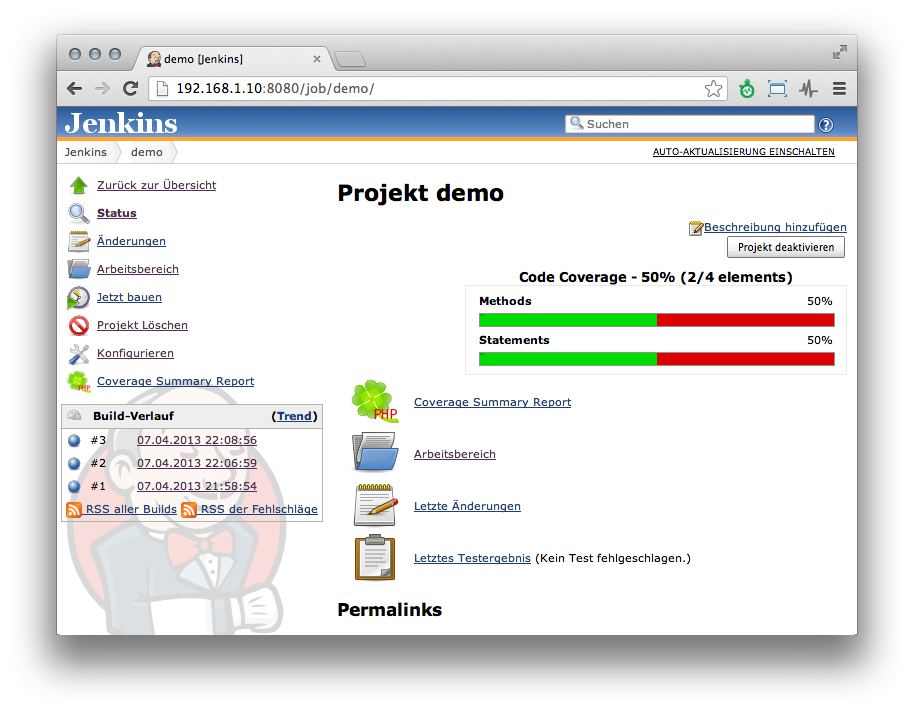 demo [Jenkins]
192.168.1.10:8080/job/demo/
Jenkins
Suchen
?
Jenkins
demo
AUTO-AKTUALISIERUNG EINSCHALTEN
Zurück zur Übersicht
Status
Änderungen
Arbeitsbereich
Jetzt bauen
Projekt Löschen
Konfigurieren
PHP
Coverage Summary Report
Build-Verlauf (Trend)
#3 07.04.2013 22:08:56
#2 07.04.2013 22:06:59
#1 07.04.2013 21:58:54
RSS aller Builds RSS der Fehlschläge
Projekt demo
Beschreibung hinzufügen
Projekt deaktivieren
Code Coverage - 50% (2/4 elements)
Methods 50%
Statements 50%
PHP
Coverage Summary Report
Arbeitsbereich
Letzte Änderungen
Letztes Testergebnis (Kein Test fehlgeschlagen.)
Permalinks